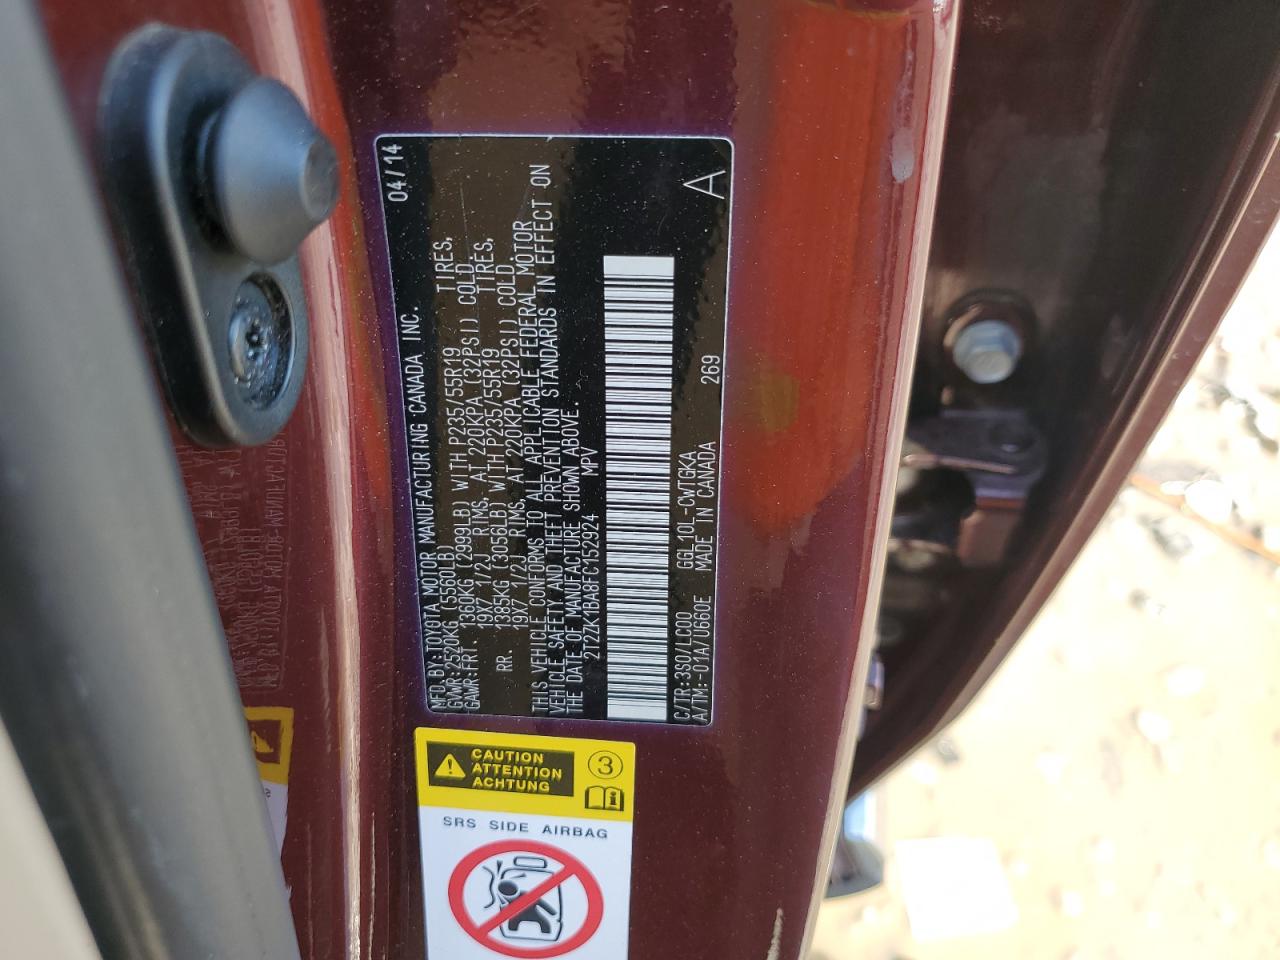 04/14
MFD.BY:TOYOTA MOTOR MANUFACTURING CANADA INC.
GVWR:2520KG (5560LB)
GAWR:FRT. 1360KG (2999LB) WITH P235/55R19 TIRES,
19X7 1/2J RIMS, AT 220KPA (32PSI) COLD.
RR. 1385KG (3056LB) WITH P235/55R19 TIRES,
19X7 1/2J RIMS, AT 220KPA (32PSI) COLD.
THIS VEHICLE CONFORMS TO ALL APPLICABLE FEDERAL MOTOR
VEHICLE SAFETY AND THEFT PREVENTION STANDARDS IN EFFECT ON
THE DATE OF MANUFACTURE SHOWN ABOVE.
2T2ZK1BA8FC152924 MPV
C/TR:3S0/LC00 GGL10L-CWTGKA 269
A/TM:-01A/U660E MADE IN CANADA A
CAUTION
ATTENTION
ACHTUNG
3
SRS SIDE AIRBAG